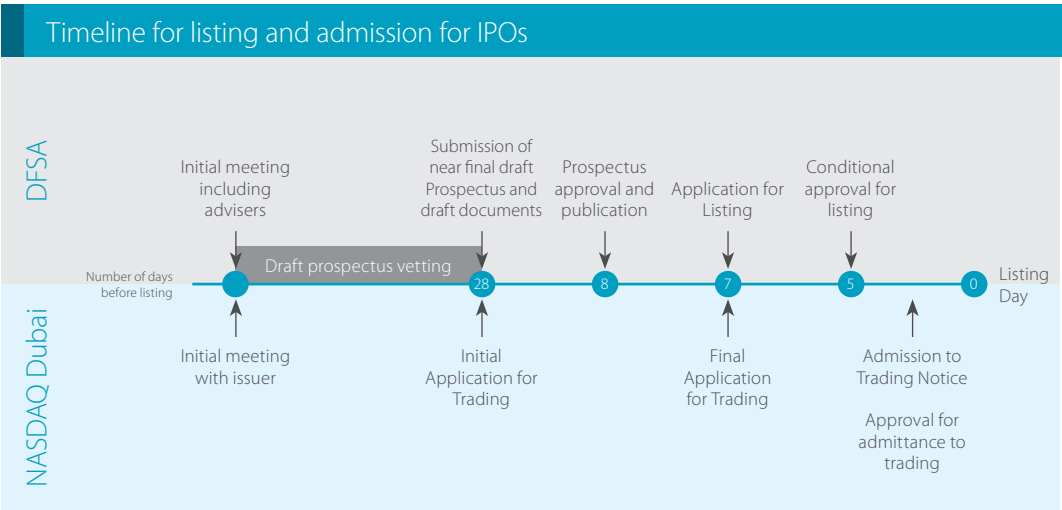 Timeline for listing and admission for IPOs
DFSA
Initial meeting
including
advisers
Submission of
near final draft
Prospectus and
draft documents
Prospectus
approval and
publication
Application for
Listing
Conditional
approval for
listing
Draft prospectus vetting
Number of days
before listing
28
8
7
5
0
Listing
Day
NASDAQ Dubai
Initial meeting
with issuer
Initial
Application for
Trading
Final
Application
for Trading
Admission to
Trading Notice
Approval for
admittance to
trading